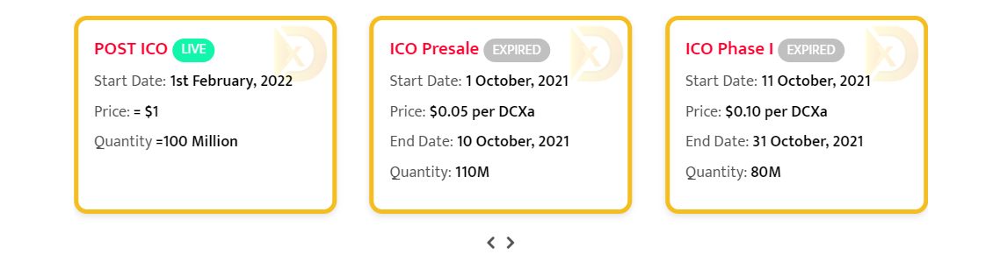 POST ICO LIVE
Start Date: 1st February, 2022
Price: = $1
Quantity =100 Million
ICO Presale EXPIRED
Start Date: 1 October, 2021
Price: $0.05 per DCXa
End Date: 10 October, 2021
Quantity: 110M
ICO Phase I EXPIRED
Start Date: 11 October, 2021
Price: $0.10 per DCXa
End Date: 31 October, 2021
Quantity: 80M